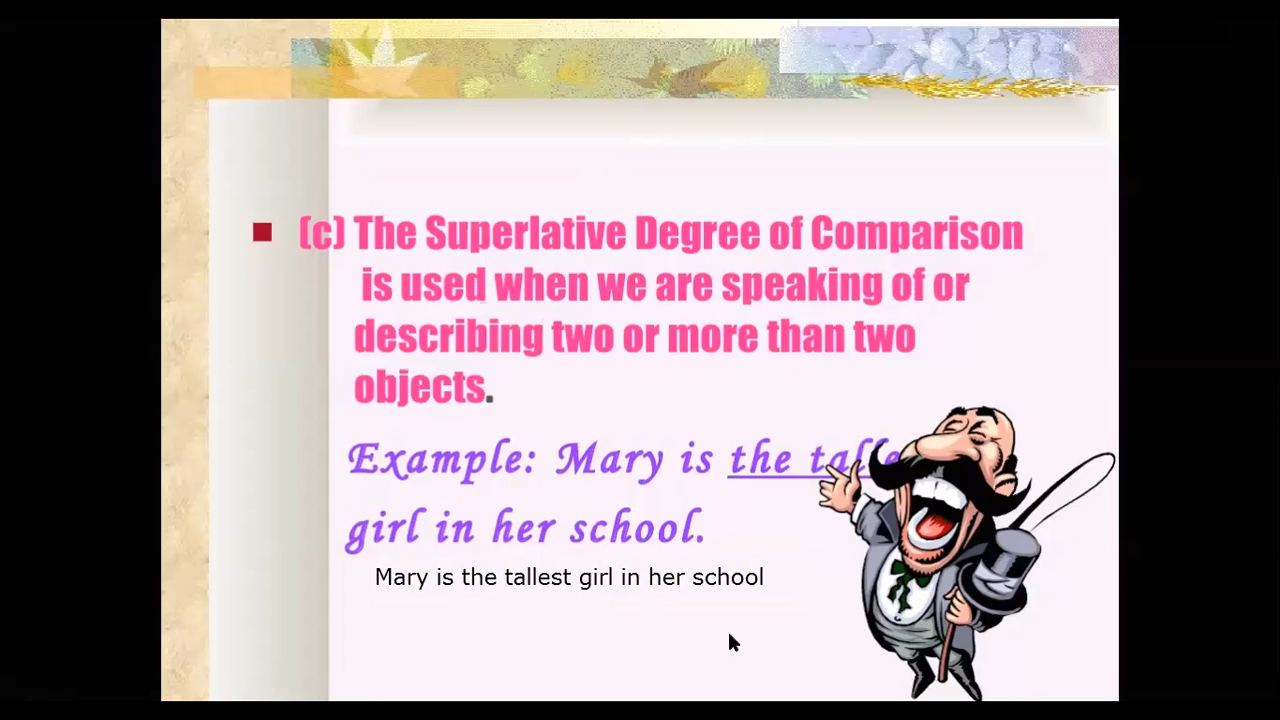 (c) The Superlative Degree of Comparison
is used when we are speaking of or
describing two or more than two
objects.
Example: Mary is the
girl in her school.
Mary is the tallest girl in her school